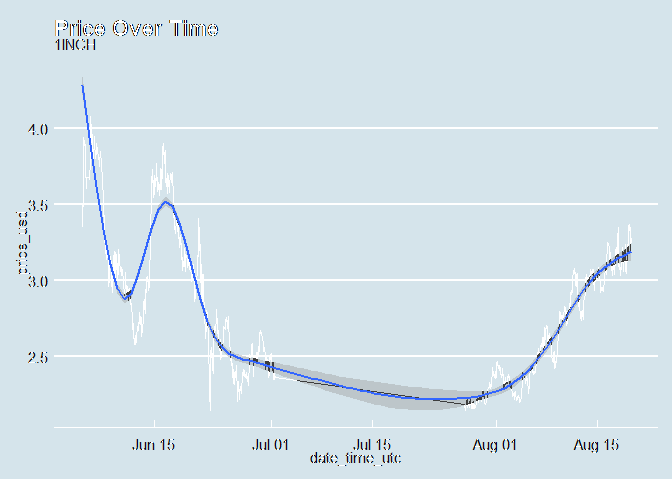 Price Over Time
1INCH
4.0
3.5
3.0
2.5
price_usd
Jun 15
Jul 01
Jul 15
Aug 01
Aug 15
date_time_utc